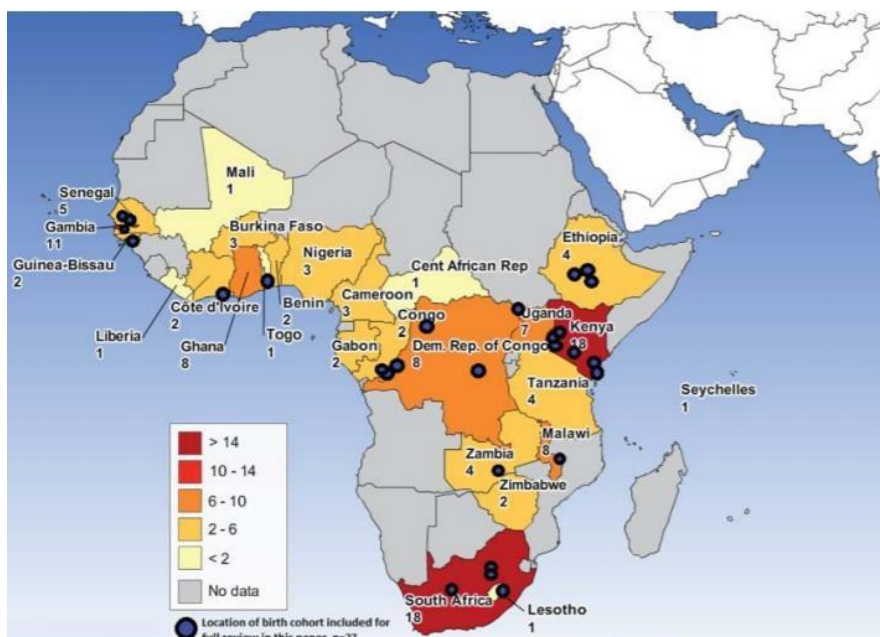 Mali
1
Senegal
5
Gambia
11
Guinea-Bissau
2
Burkina Faso
3
Nigeria
3
Ethiopia
4
Cent African Rep
1
Côte d'Ivoire
2
Benin
2
Cameroon
3
Congo
2
Uganda
7
Kenya
18
Liberia
1
Ghana
8
Togo
1
Gabon
2
Dem. Rep. of Congo
8
Tanzania
4
Seychelles
1
Malawi
8
Zambia
4
Zimbabwe
2
South Africa
18
Lesotho
1
> 14
10 - 14
6 - 10
2 - 6
< 2
No data
Location of birth cohort included for
full review in this paper